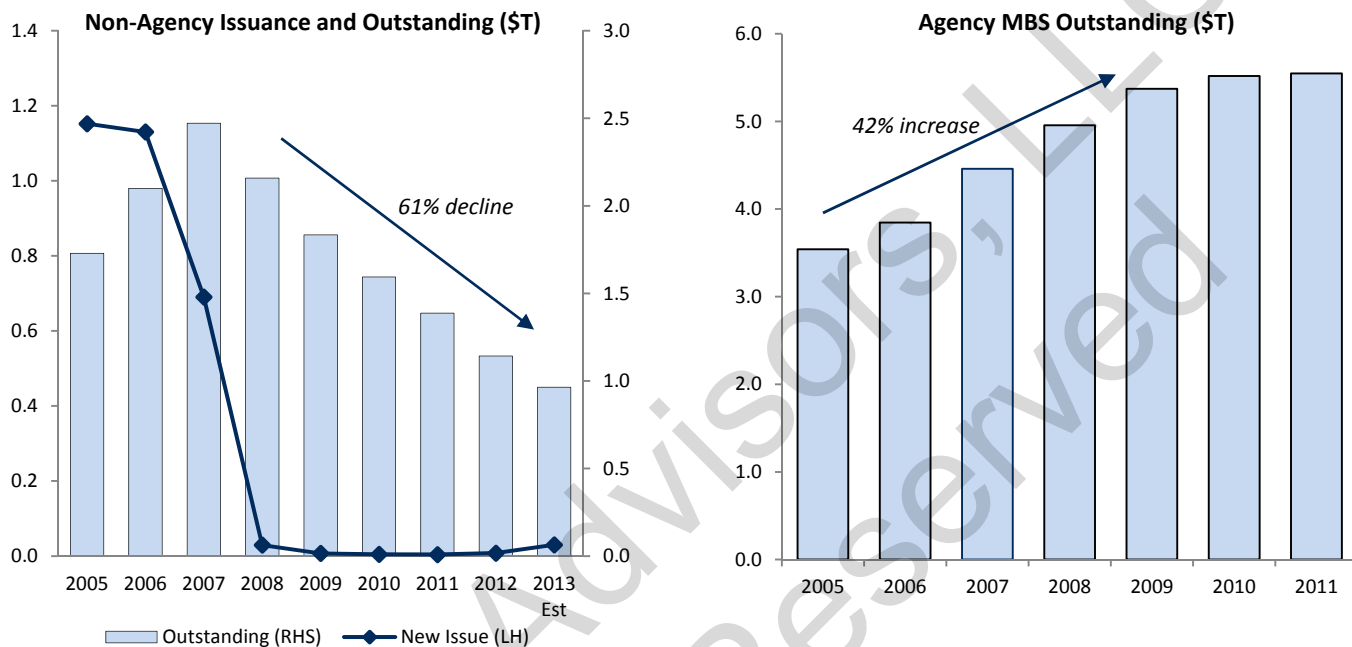 Non-Agency Issuance and Outstanding ($T)
1.4
1.2
1.0
0.8
0.6
0.4
0.2
0.0
3.0
2.5
2.0
1.5
1.0
0.5
0.0
61% decline
2005 2006 2007 2008 2009 2010 2011 2012 2013
Est
Outstanding (RHS) New Issue (LH)
Agency MBS Outstanding ($T)
6.0
5.0
4.0
3.0
2.0
1.0
0.0
42% increase
2005 2006 2007 2008 2009 2010 2011
Advisors, LLC
Reserved